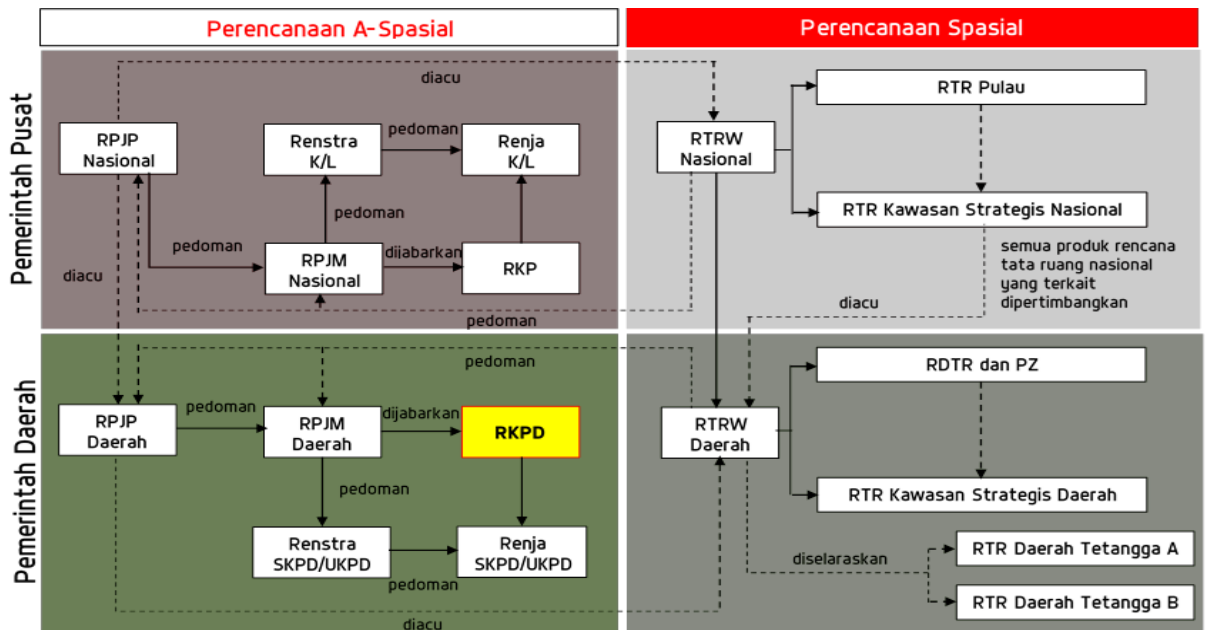 Perencanaan A-Spasial
Perencanaan Spasial
Pemerintah Pusat
diacu
RPJP
Nasional
Renstra
K/L
pedoman
Renja
K/L
pedoman
pedoman
RPJM
Nasional
dijabarkan
RKP
diacu
pedoman
RTRW
Nasional
RTR Pulau
RTR Kawasan Strategis Nasional
semua produk rencana
tata ruang nasional
yang terkait
dipertimbangkan
diacu
Pemerintah Daerah
pedoman
RPJP
Daerah
pedoman
RPJM
Daerah
dijabarkan
RKPD
pedoman
Renstra
SKPD/UKPD
pedoman
Renja
SKPD/UKPD
diacu
RTRW
Daerah
RDTR dan PZ
RTR Kawasan Strategis Daerah
diselaraskan
RTR Daerah Tetangga A
RTR Daerah Tetangga B